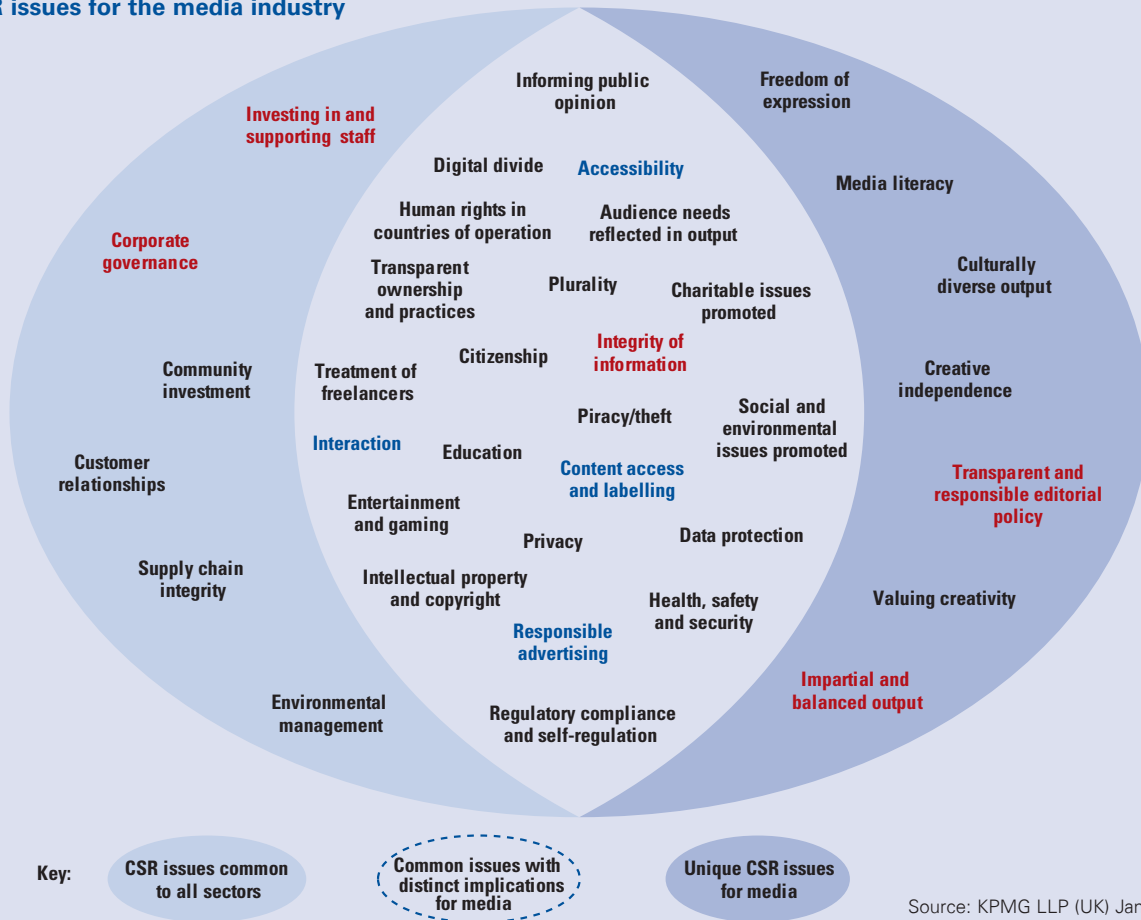 R issues for the media industry
Informing public
opinion
Freedom of
expression
Investing in and
supporting staff
Digital divide
Accessibility
Media literacy
Human rights in
countries of operation
Audience needs
reflected in output
Corporate
governance
Transparent
ownership
and practices
Plurality
Charitable issues
promoted
Culturally
diverse output
Citizenship
Integrity of
information
Community
investment
Treatment of
freelancers
Creative
independence
Piracy/theft
Social and
environmental
issues promoted
Interaction
Education
Customer
relationships
Content access
and labelling
Transparent and
responsible editorial
policy
Entertainment
and gaming
Privacy
Data protection
Supply chain
integrity
Intellectual property
and copyright
Health, safety
and security
Valuing creativity
Responsible
advertising
Impartial and
balanced output
Environmental
management
Regulatory compliance
and self-regulation
Key:
CSR issues common
to all sectors
Common issues with
distinct implications
for media
Unique CSR issues
for media
Source: KPMG LLP (UK) Jan